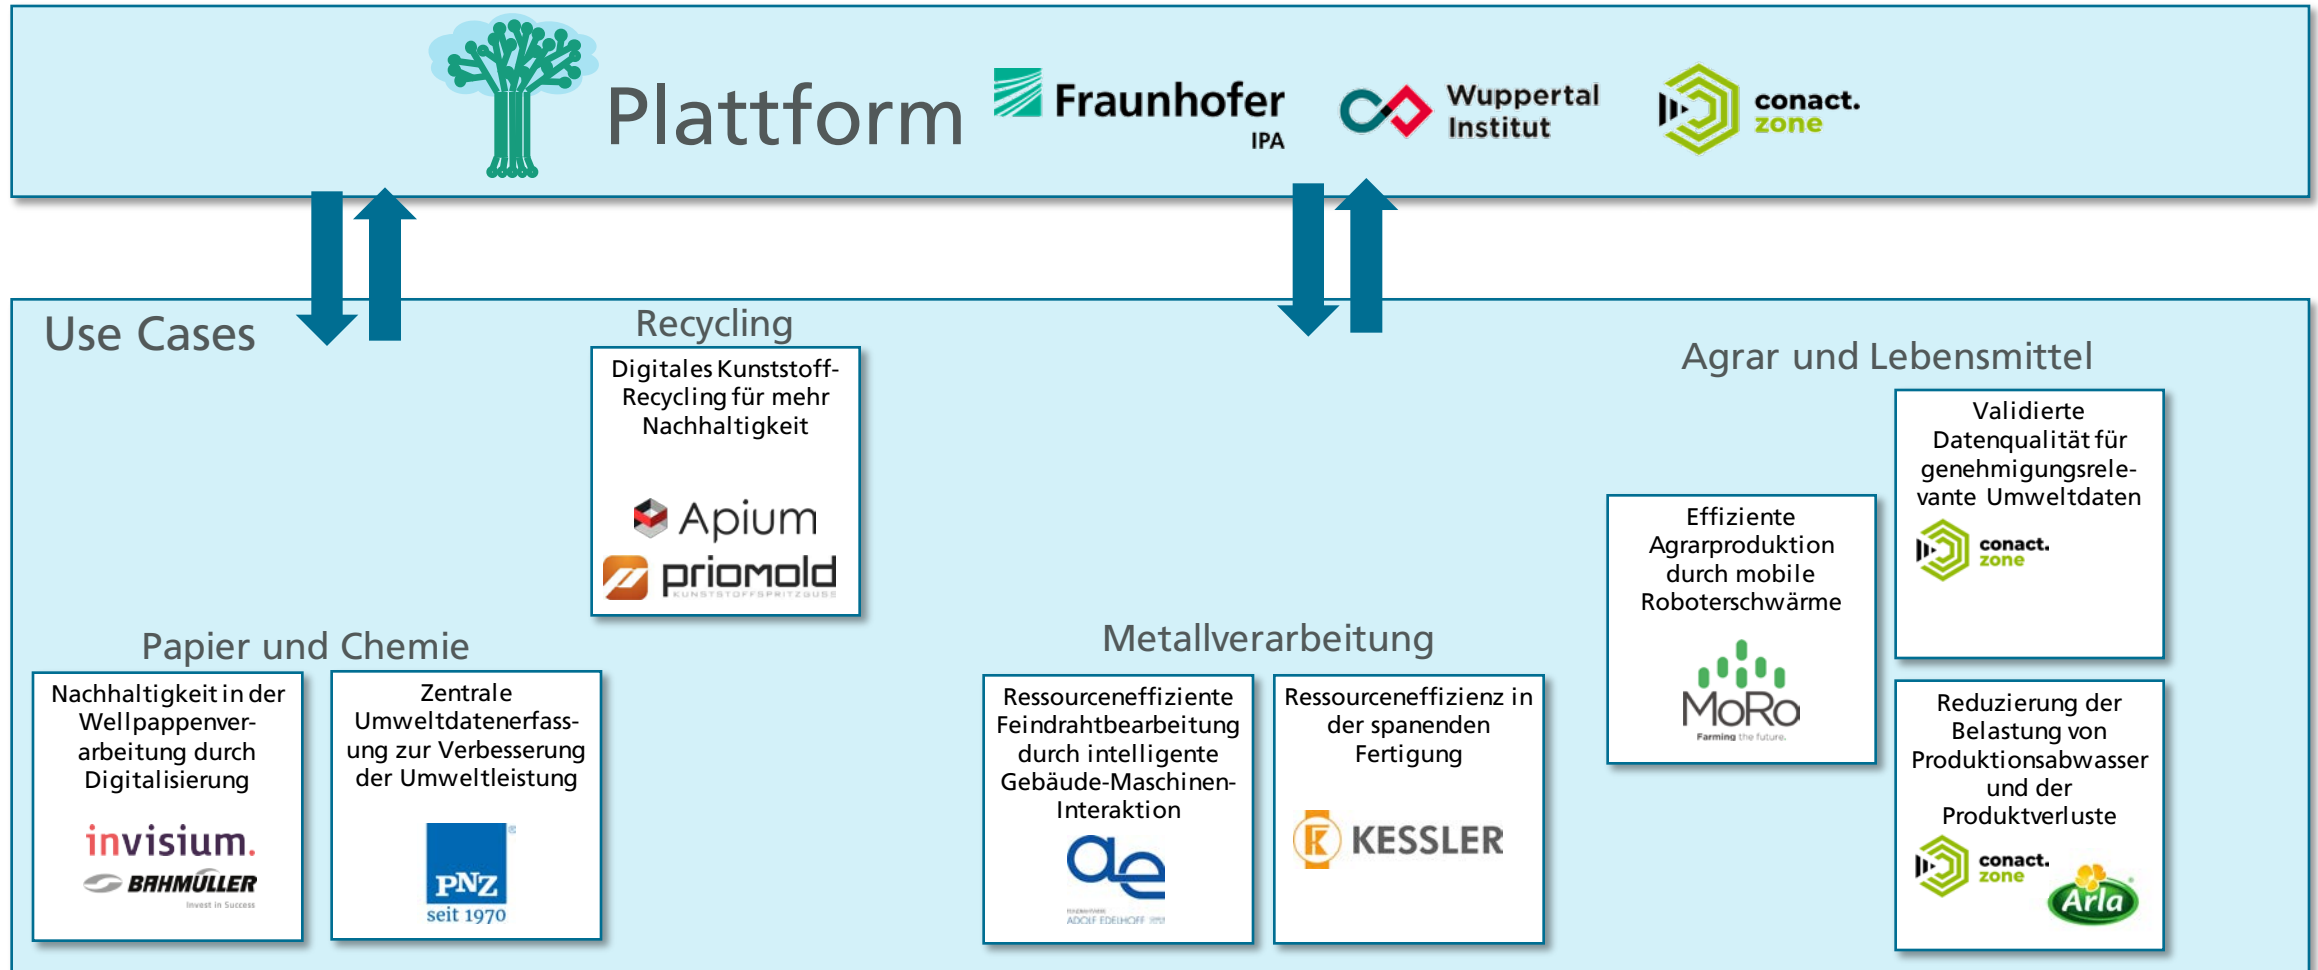 Plattform
Fraunhofer
IPA
Wuppertal
Institut
conact.
zone
Use Cases
Recycling
Digitales Kunststoff-
Recycling für mehr
Nachhaltigkeit
Apium
priomold
KUNSTSTOFFSPRITZGUSS
Papier und Chemie
Nachhaltigkeit in der
Wellpappenver-
arbeitung durch
Digitalisierung
invisium.
BAHMÜLLER
Invest in Success
Zentrale
Umweltdatenerfass-
ung zur Verbesserung
der Umweltleistung
PNZ
seit 1970
Metallverarbeitung
Ressourceneffiziente
Feindrahtbearbeitung
durch intelligente
Gebäude-Maschinen-
Interaktion
ae
ADOLF EDELHOFF
Ressourceneffizienz in
der spanenden
Fertigung
KESSLER
Agrar und Lebensmittel
Effiziente
Agrarproduktion
durch mobile
Roboterschwärme
MoRo
Farming the future.
Validierte
Datenqualität für
genehmigungsrele-
vante Umweltdaten
conact.
zone
Reduzierung der
Belastung von
Produktionsabwasser
und der
Produktverluste
conact.
zone
Arla